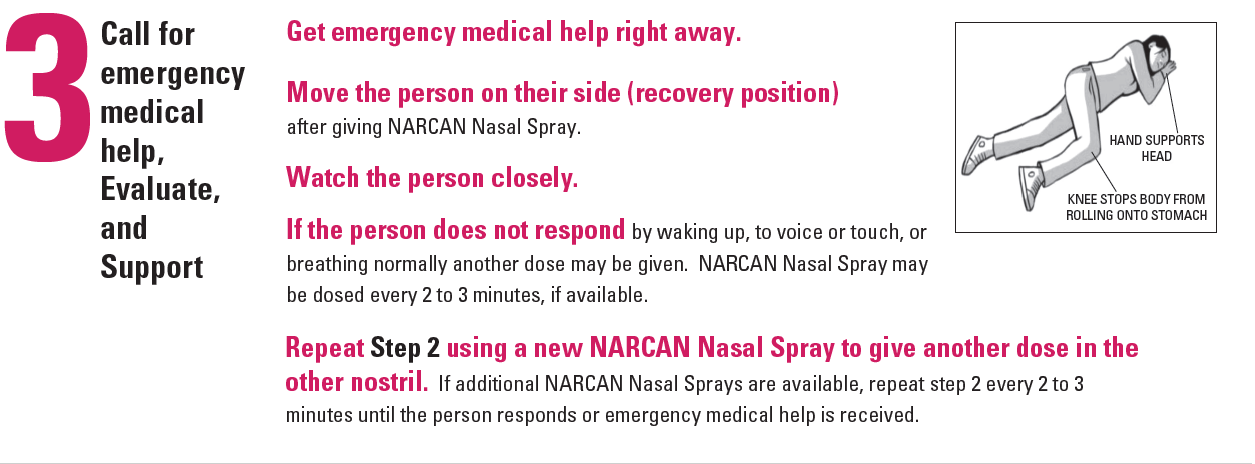 3
Call for
emergency
medical
help,
Evaluate,
and
Support
Get emergency medical help right away.
Move the person on their side (recovery position)
after giving NARCAN Nasal Spray.
Watch the person closely.
If the person does not respond by waking up, to voice or touch, or
breathing normally another dose may be given. NARCAN Nasal Spray may
be dosed every 2 to 3 minutes, if available.
Repeat Step 2 using a new NARCAN Nasal Spray to give another dose in the
other nostril. If additional NARCAN Nasal Sprays are available, repeat step 2 every 2 to 3
minutes until the person responds or emergency medical help is received.
HAND SUPPORTS
HEAD
KNEE STOPS BODY FROM
ROLLING ONTO STOMACH